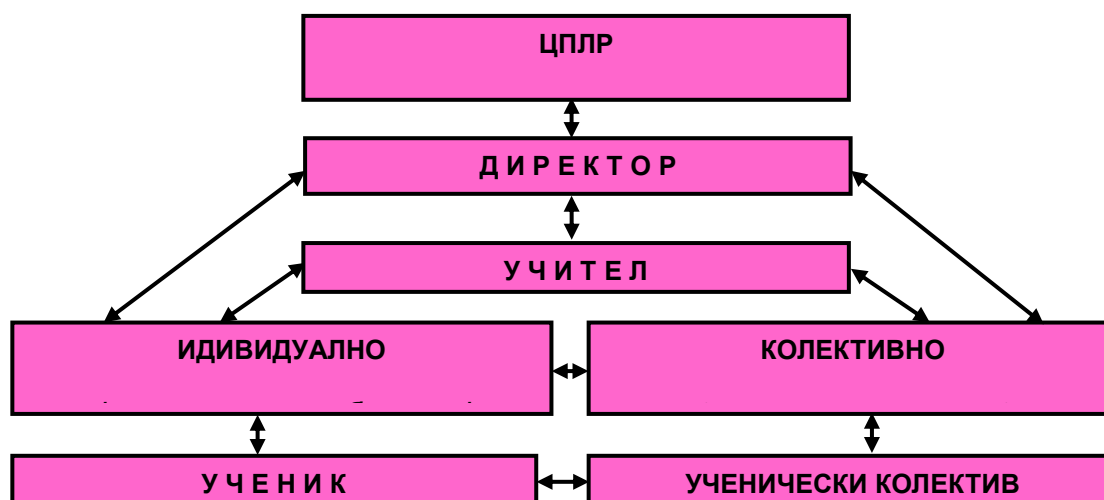 ЦПЛР
Д И Р Е К Т О Р
У Ч И Т Е Л
ИДИВИДУАЛНО
КОЛЕКТИВНО
У Ч Е Н И К
УЧЕНИЧЕСКИ КОЛЕКТИВ